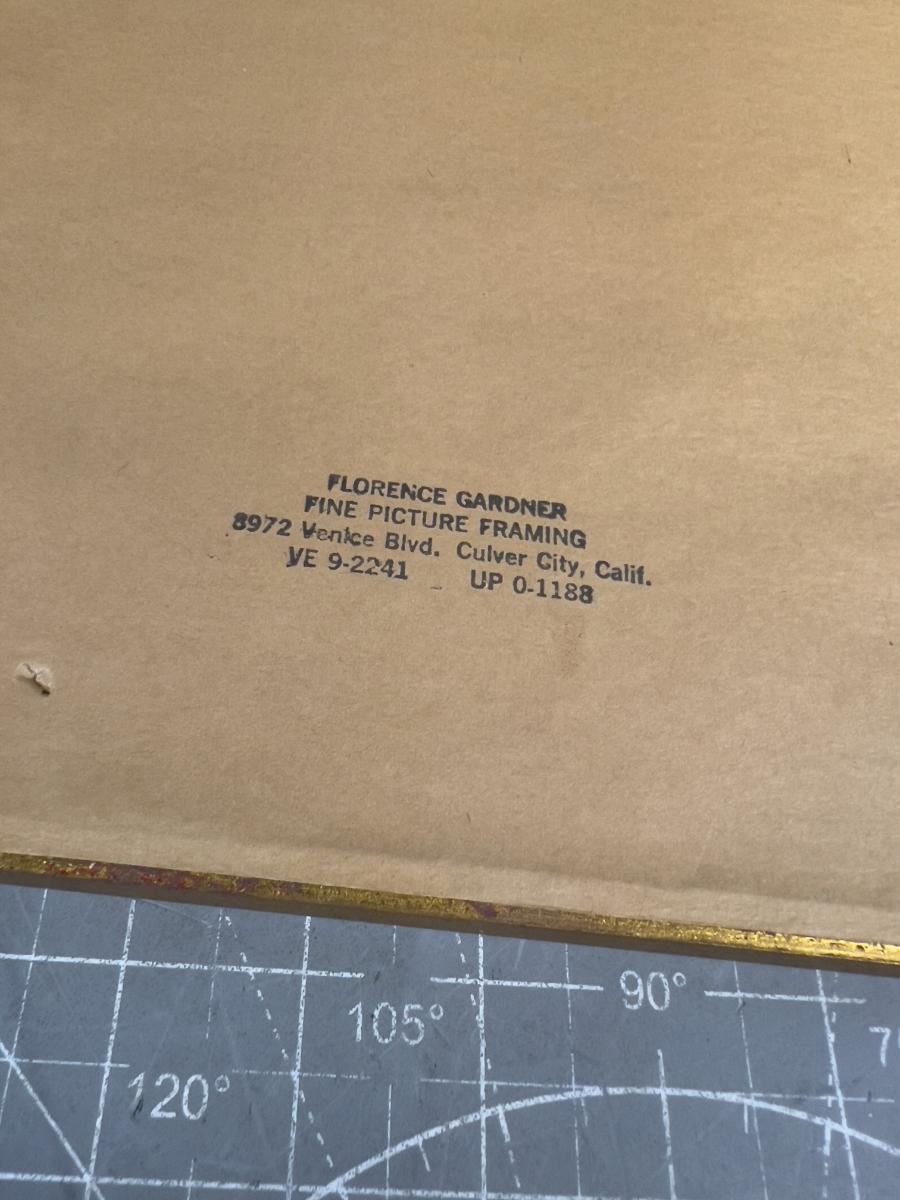 FLORENCE GARDNER
FINE PICTURE FRAMING
8972 Venice Blvd. Culver City, Calif.
VE 9-2241 UP 0-1188
90°
105°
120°